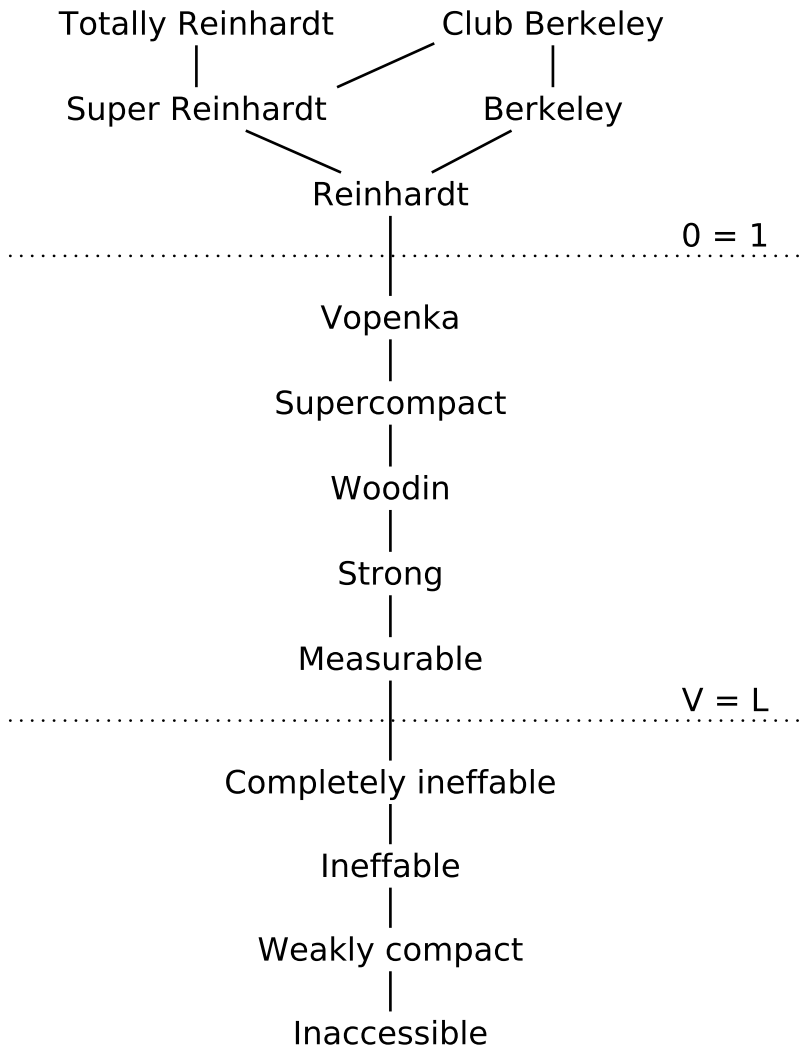 Totally Reinhardt
Club Berkeley
Super Reinhardt
Berkeley
Reinhardt
0 = 1
Vopenka
Supercompact
Woodin
Strong
Measurable
V = L
Completely ineffable
Ineffable
Weakly compact
Inaccessible